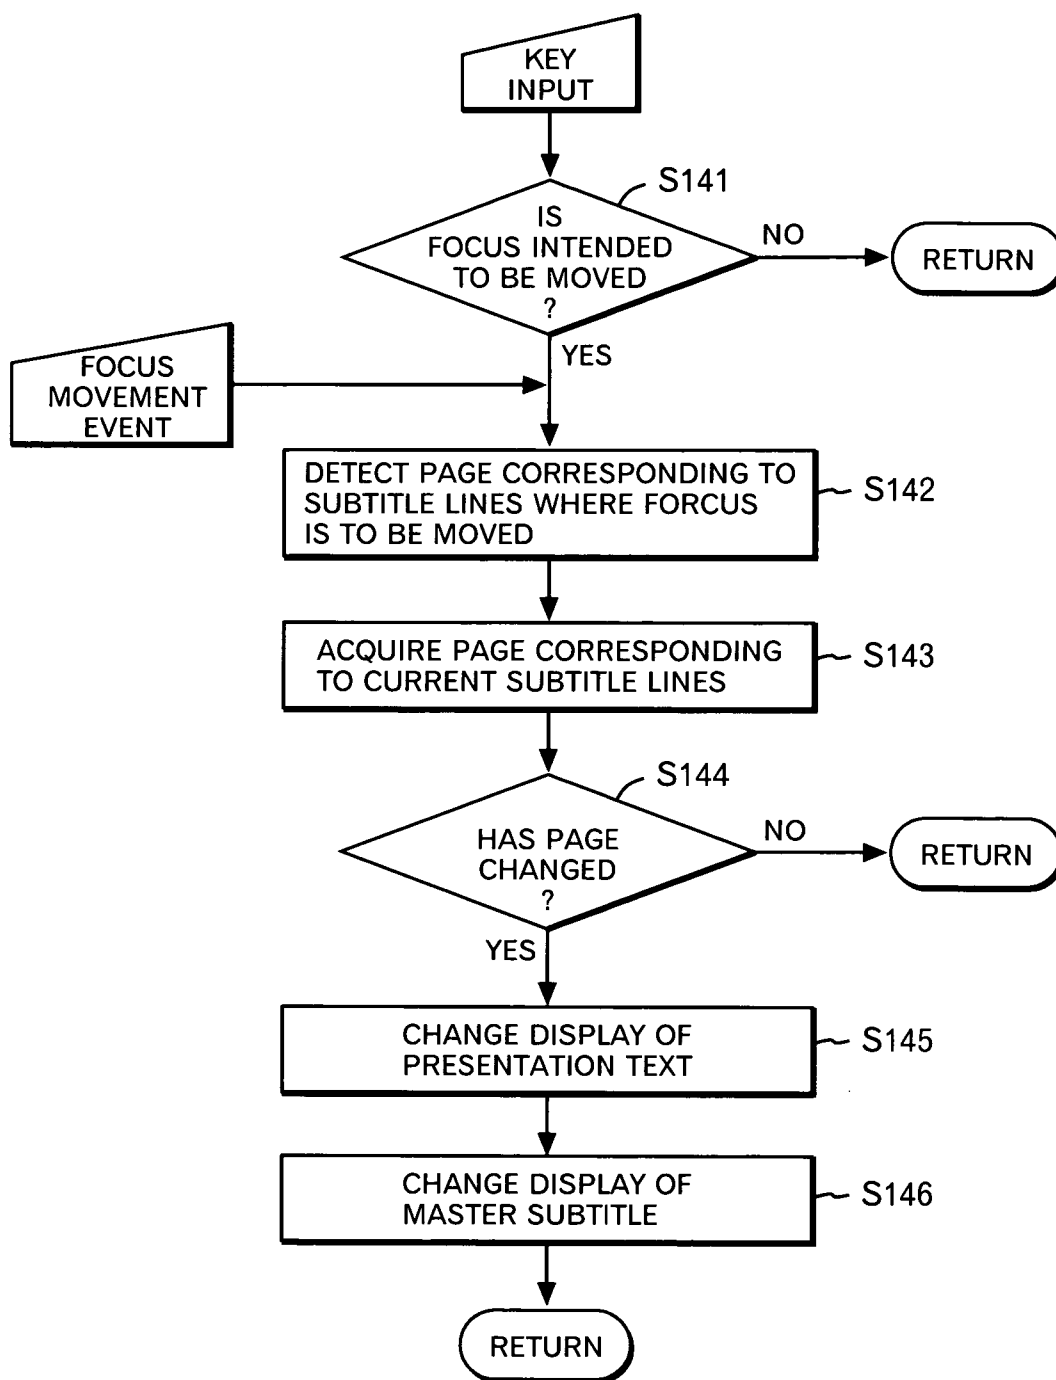 KEY
INPUT
S141
IS
FOCUS INTENDED
TO BE MOVED
?
NO
RETURN
YES
FOCUS
MOVEMENT
EVENT
DETECT PAGE CORRESPONDING TO
SUBTITLE LINES WHERE FORCUS
IS TO BE MOVED
S142
ACQUIRE PAGE CORRESPONDING
TO CURRENT SUBTITLE LINES
S143
S144
HAS PAGE
CHANGED
?
NO
RETURN
YES
CHANGE DISPLAY OF
PRESENTATION TEXT
S145
CHANGE DISPLAY OF
MASTER SUBTITLE
S146
RETURN